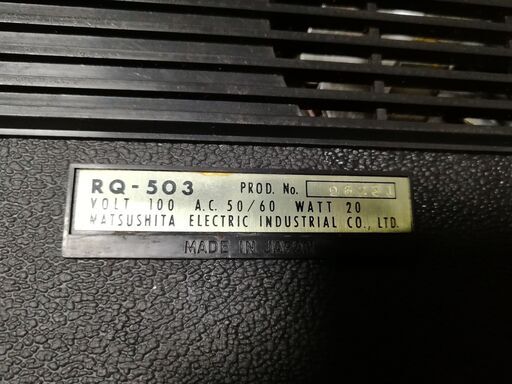 RQ-503 PROD. No.
VOLT 100 A.C. 50/60 WATT 20
MATSUSHITA ELECTRIC INDUSTRIAL CO., LTD.
MADE IN JAPAN